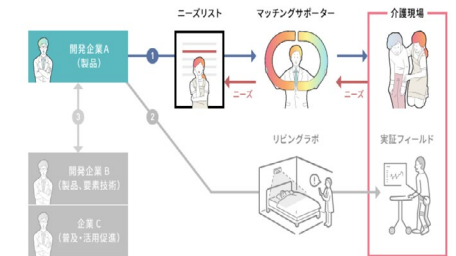 ニーズリスト
マッチングサポーター
介護現場
開発企業A
(製品)
1
ニーズ
ニーズ
3
2
リビングラボ
実証フィールド
開発企業 B
(製品、要素技術)
企業 C
(普及・活用促進)